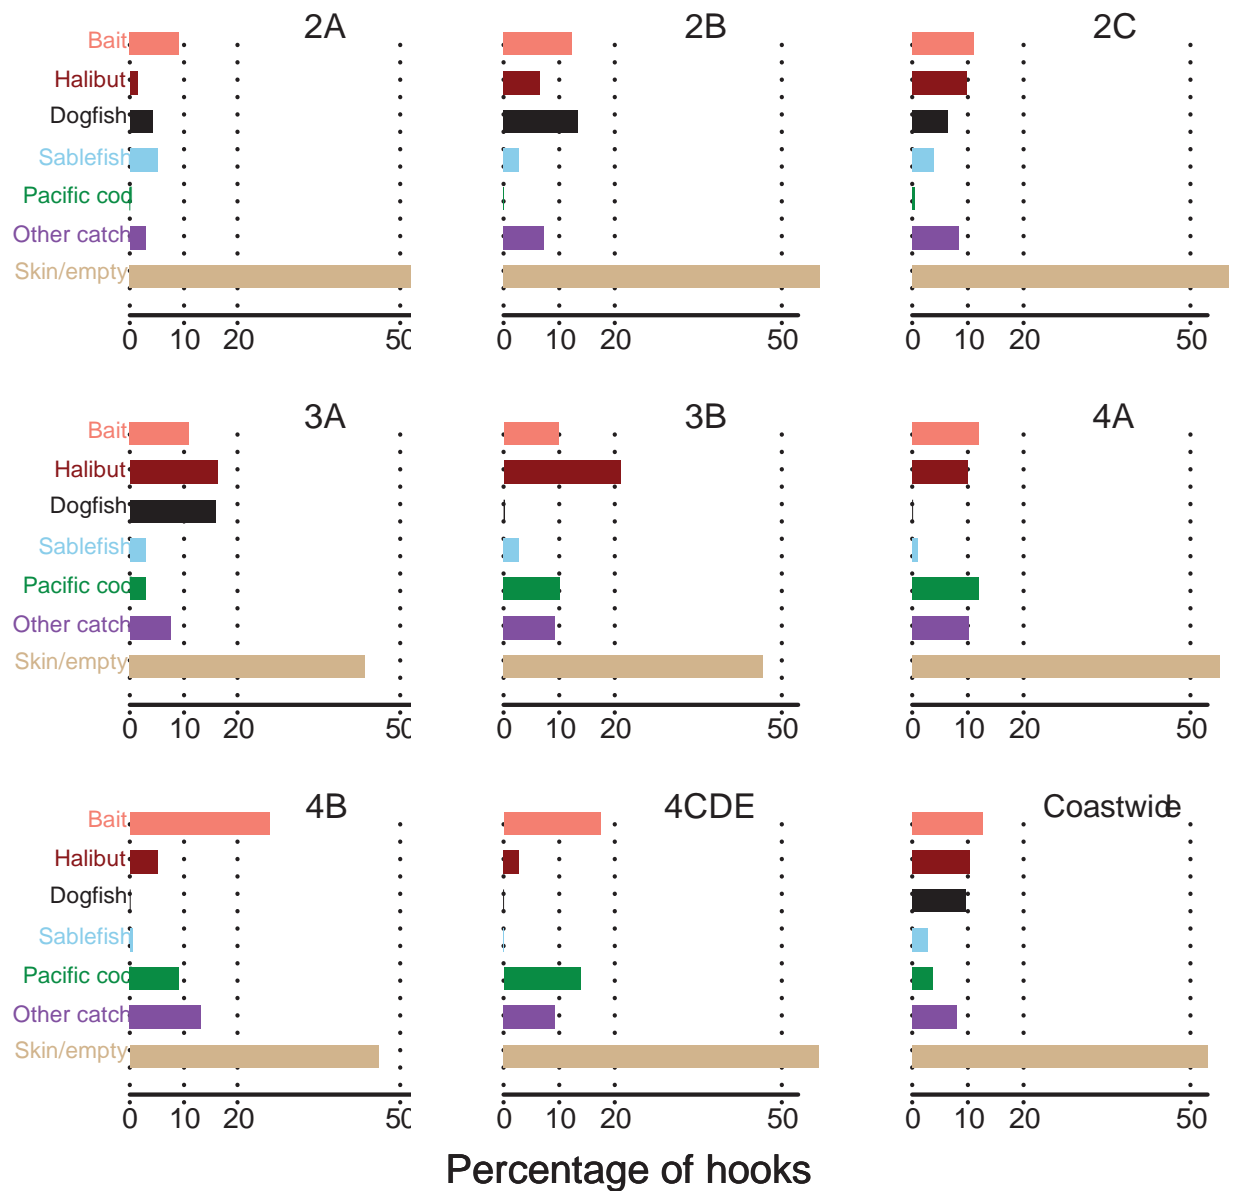 2A
2B
2C
Bait
Halibut
Dogfish
Sablefish
Pacific cod
Other catch
Skin/empty
0 10 20 50
0 10 20 50
0 10 20 50
3A
3B
4A
Bait
Halibut
Dogfish
Sablefish
Pacific cod
Other catch
Skin/empty
0 10 20 50
0 10 20 50
0 10 20 50
4B
4CDE
Coastwide
Bait
Halibut
Dogfish
Sablefish
Pacific cod
Other catch
Skin/empty
0 10 20 50
0 10 20 50
0 10 20 50
Percentage of hooks